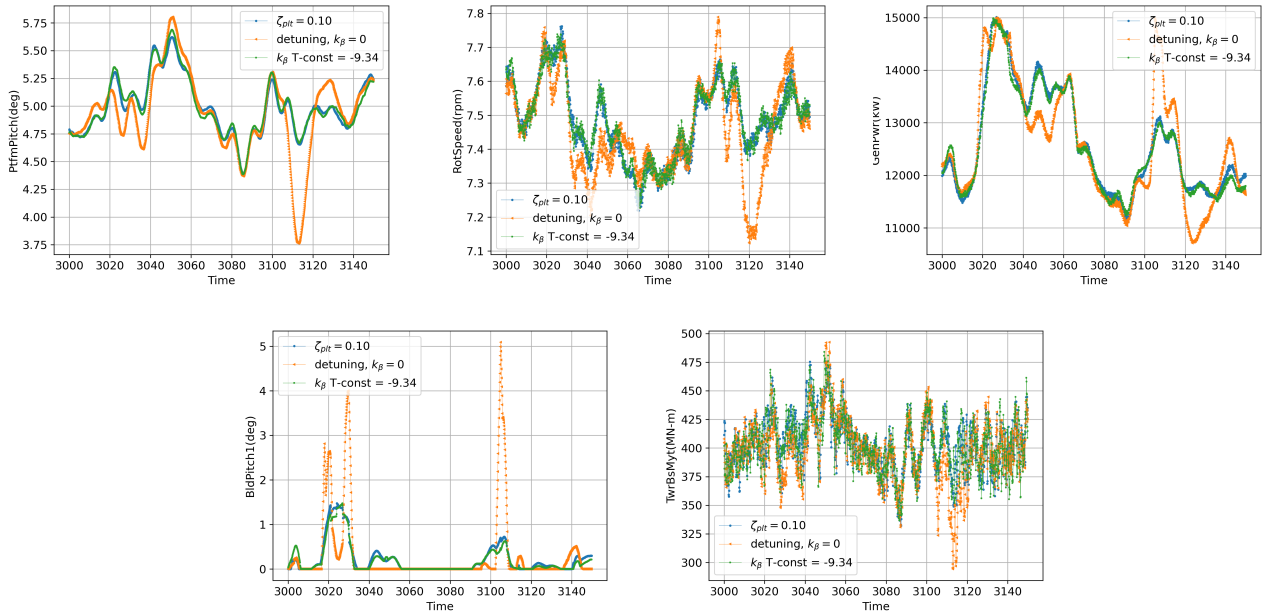 PtfmPitch(deg)
5.75
5.50
5.25
5.00
4.75
4.50
4.25
4.00
3.75
ζplt = 0.10
detuning, kβ = 0
kβ T-const = -9.34
3000 3020 3040 3060 3080 3100 3120 3140
Time
RotSpeed(rpm)
7.8
7.7
7.6
7.5
7.4
7.3
7.2
7.1
ζplt = 0.10
detuning, kβ = 0
kβ T-const = -9.34
3000 3020 3040 3060 3080 3100 3120 3140
Time
GenPwr(kW)
15000
14000
13000
12000
11000
ζplt = 0.10
detuning, kβ = 0
kβ T-const = -9.34
3000 3020 3040 3060 3080 3100 3120 3140
Time
BldPitch1(deg)
5
4
3
2
1
0
ζplt = 0.10
detuning, kβ = 0
kβ T-const = -9.34
3000 3020 3040 3060 3080 3100 3120 3140
Time
TwrBsMyt(MN-m)
500
475
450
425
400
375
350
325
300
ζplt = 0.10
detuning, kβ = 0
kβ T-const = -9.34
3000 3020 3040 3060 3080 3100 3120 3140
Time